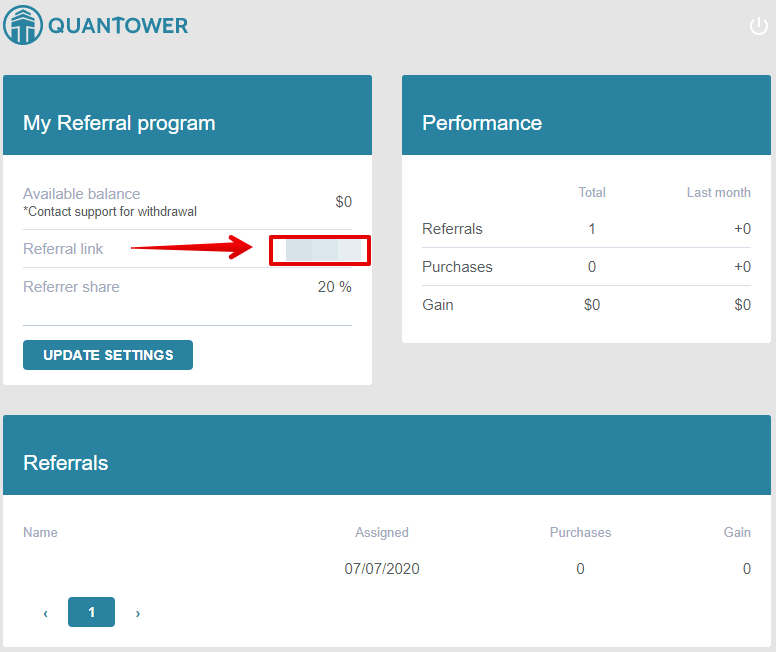 QUANTOWER
My Referral program
Available balance
*Contact support for withdrawal
$0
Referral link
Referrer share 20 %
UPDATE SETTINGS
Performance
Total Last month
Referrals 1 +0
Purchases 0 +0
Gain $0 $0
Referrals
Name Assigned Purchases Gain
07/07/2020 0 0
‹ 1 ›